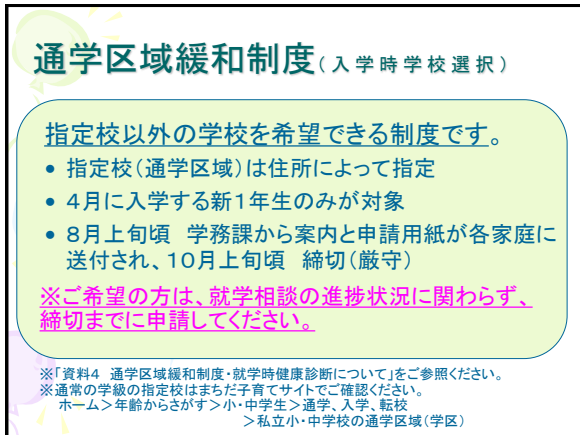 通学区域緩和制度(入学時学校選択)
指定校以外の学校を希望できる制度です。
• 指定校(通学区域)は住所によって指定
• 4月に入学する新1年生のみが対象
• 8月上旬頃 学務課から案内と申請用紙が各家庭に
送付され、10月上旬頃 締切(厳守)
※ご希望の方は、就学相談の進捗状況に関わらず、
締切までに申請してください。
※「資料4 通学区域緩和制度・就学時健康診断について」をご参照ください。
※通常の学級の指定校はまちだ子育てサイトでご確認ください。
ホーム＞年齢からさがす＞小・中学生＞通学、入学、転校
＞私立小・中学校の通学区域(学区)